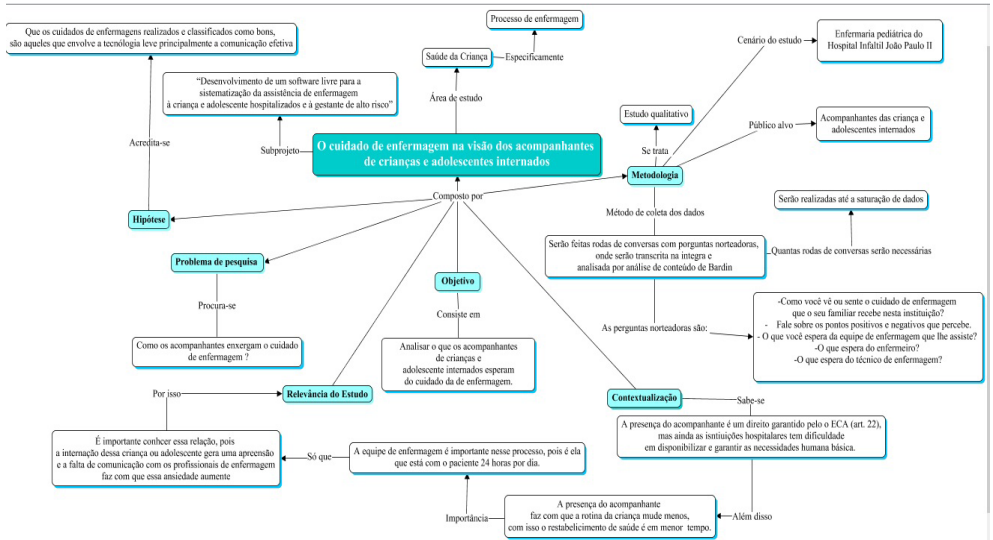 Processo de enfermagem
Que os cuidados de enfermagens realizados e classificados como bons,
são aqueles que envolve a tecnólogia leve principalmente a comunicação efetiva
Enfermaria pediátrica do
Hospital Infaltil João Paulo II
Cenário do estudo
Saúde da Criança
Especificamente
"Desenvolvimento de um software livre para a
sistematização da assistência de enfermagem
à criança e adolescente hospitalizados e à gestante de alto risco"
Área de estudo
Estudo qualitativo
Público alvo
Acompanhantes das criança e
adolescentes internados
Acredita-se
Subprojeto
O cuidado de enfermagem na visão dos acompanhantes
de crianças e adolescentes internados
Se trata
Metodologia
Composto por
Hipótese
Método de coleta dos dados
Serão realizadas até a saturação de dados
Problema de pesquisa
Serão feitas rodas de conversas com perguntas norteadoras,
onde serão transcrita na integra e
analisada por análise de conteúdo de Bardin
Quantas rodas de conversas serão necessárias
Objetivo
Procura-se
Consiste em
As perguntas norteadoras são:
-Como você vê ou sente o cuidado de enfermagem
que o seu familiar recebe nesta instituição?
- Fale sobre os pontos positivos e negativos que percebe.
- O que você espera da equipe de enfermagem que lhe assiste?
-O que espera do enfermeiro?
-O que espera do técnico de enfermagem?
Como os acompanhantes enxergam o cuidado
de enfermagem ?
Analisar o que os acompanhantes
de crianças e
adolescente internados esperam
do cuidado da de enfermagem.
Por isso
Relevância do Estudo
Contextualização
Sabe-se
A presença do acompanhante é um direito garantido pelo o ECA (art. 22),
mas ainda as istituições hospitalares tem dificuldade
em disponibilizar e garantir as necessidades humana básica.
É importante conhcer essa relação, pois
a internação dessa criança ou adolescente gera uma apreensão
e a falta de comunicação com os profissionais de enfermagem
faz com que essa ansiedade aumente
Só que
A equipe de enfermagem é importante nesse processo, pois é ela
que está com o paciente 24 horas por dia.
Importância
A presença do acompanhante
faz com que a rotina da criança mude menos,
com isso o restabelicimento de saúde é em menor tempo.
Além disso